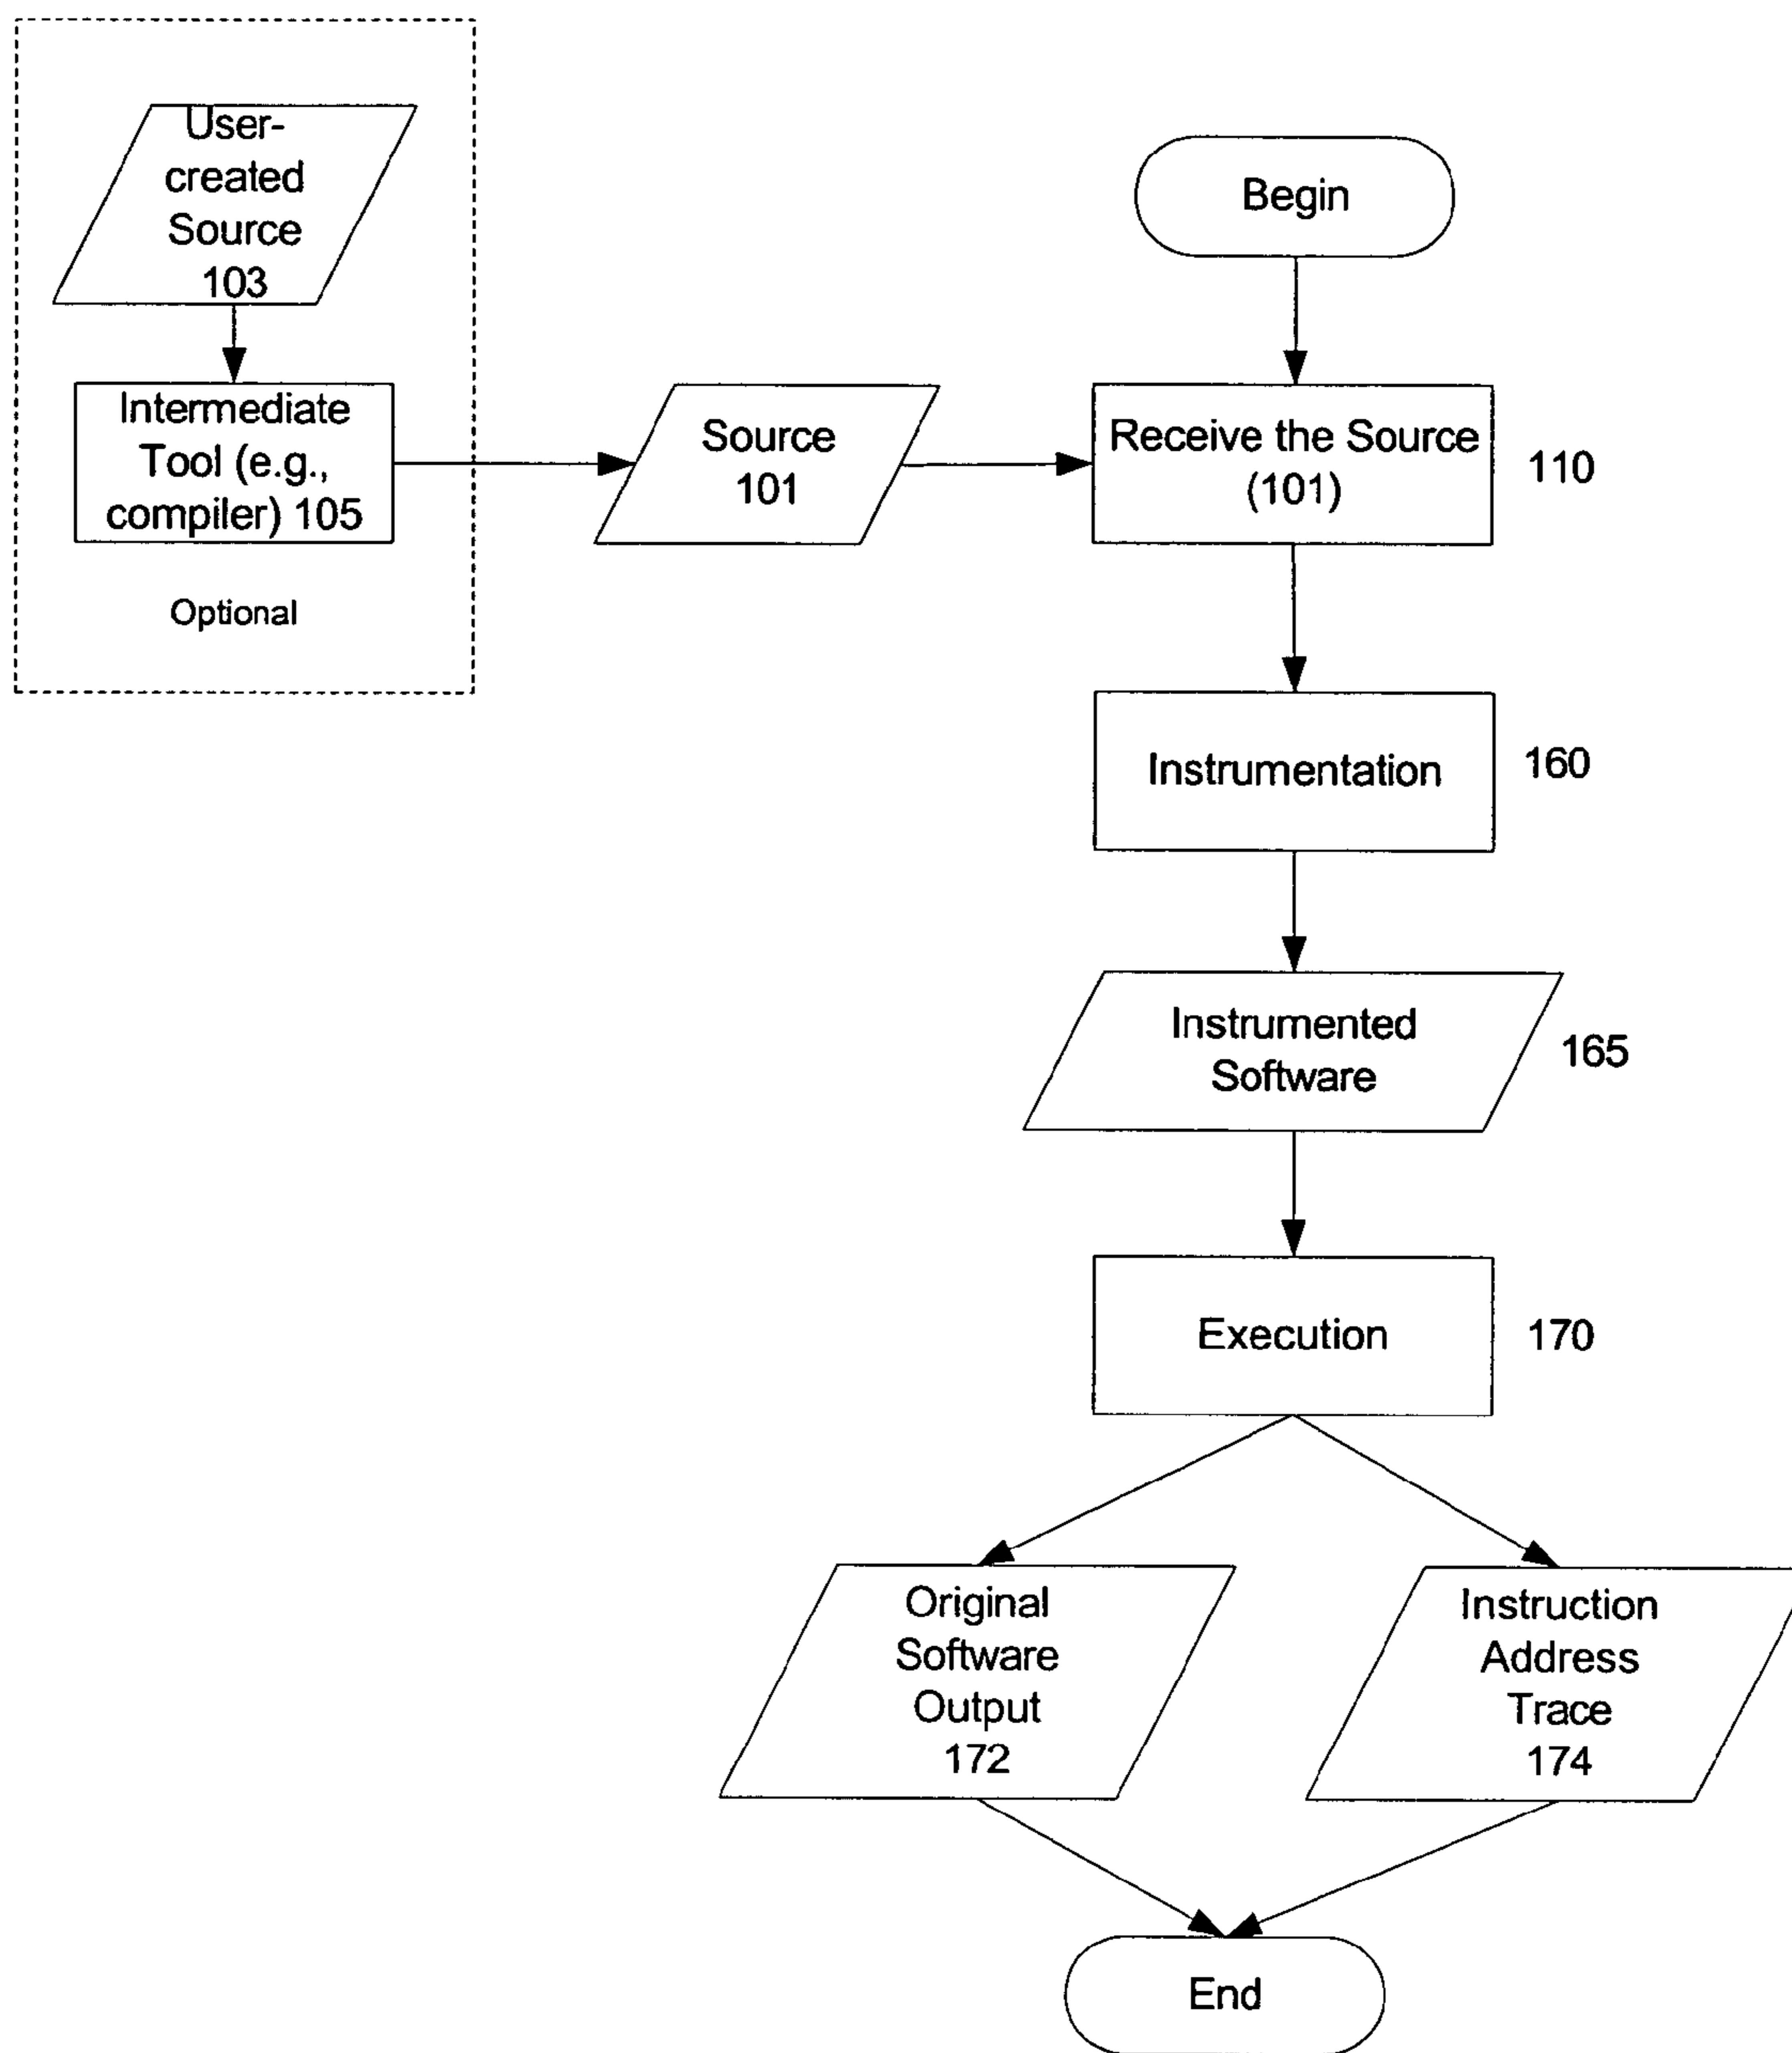 User-
created
Source
103
Begin
Intermediate
Tool (e.g.,
compiler) 105
Optional
Source
101
Receive the Source
(101)
110
Instrumentation
160
Instrumented
Software
165
Execution
170
Original
Software
Output
172
Instruction
Address
Trace
174
End